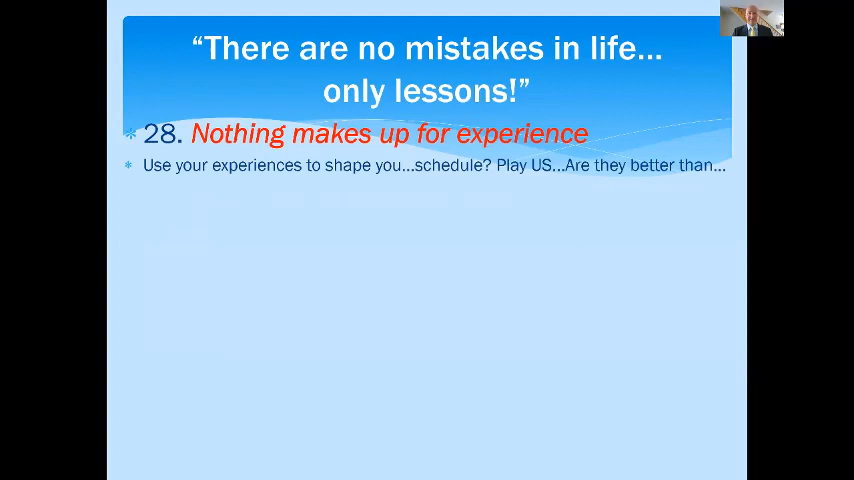 “There are no mistakes in life...
only lessons!”
* 28. Nothing makes up for experience
* Use your experiences to shape you...schedule? Play US...Are they better than...